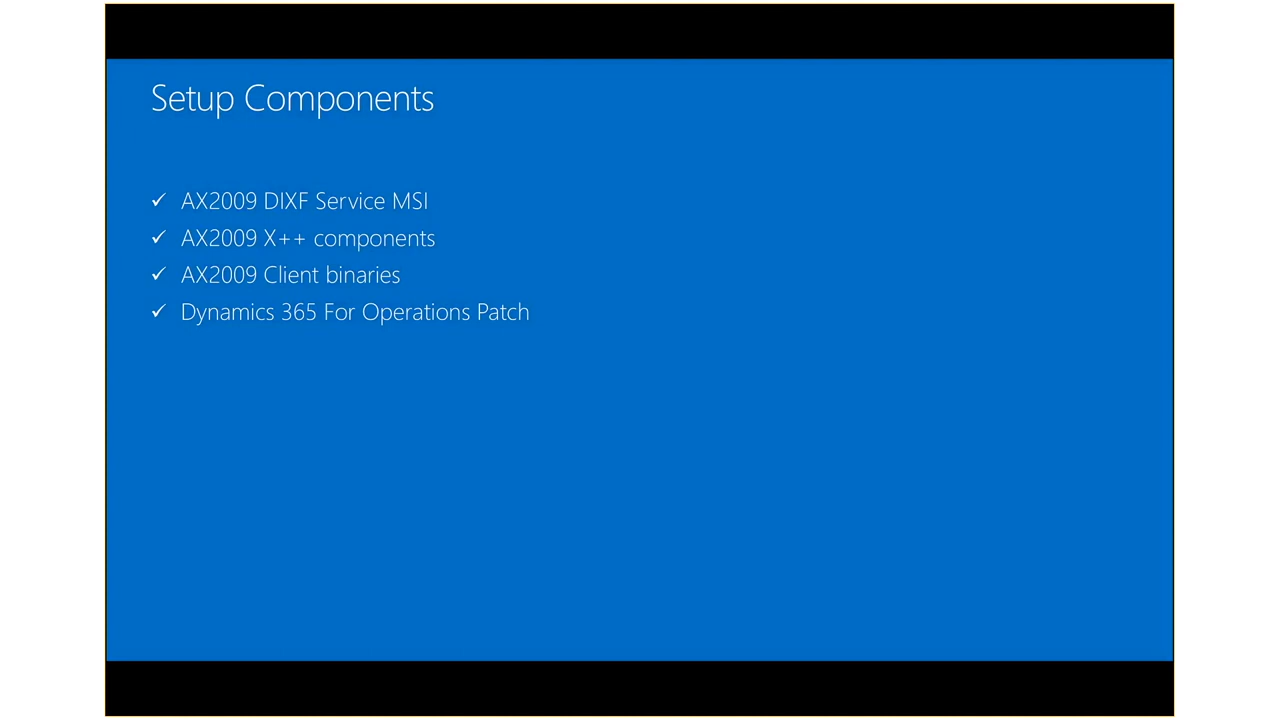 Setup Components
✓ AX2009 DIXF Service MSI
✓ AX2009 X++ components
✓ AX2009 Client binaries
✓ Dynamics 365 For Operations Patch